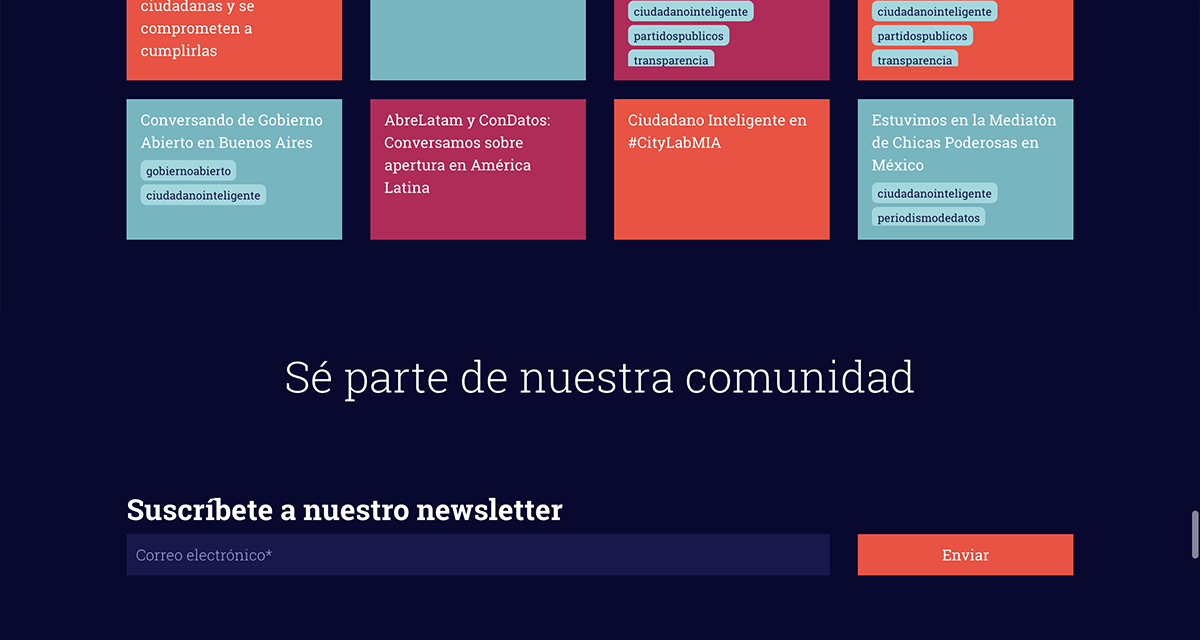 ciudadanas y se
comprometen a
cumplirlas
ciudadanointeligente
partidospublicos
transparencia
ciudadanointeligente
partidospublicos
transparencia
Conversando de Gobierno
Abierto en Buenos Aires
gobiernoabierto
ciudadanointeligente
AbreLatam y ConDatos:
Conversamos sobre
apertura en América
Latina
Ciudadano Inteligente en
#CityLabMIA
Estuvimos en la Mediatón
de Chicas Poderosas en
México
ciudadanointeligente
periodismodedatos
Sé parte de nuestra comunidad
Suscríbete a nuestro newsletter
Correo electrónico*
Enviar